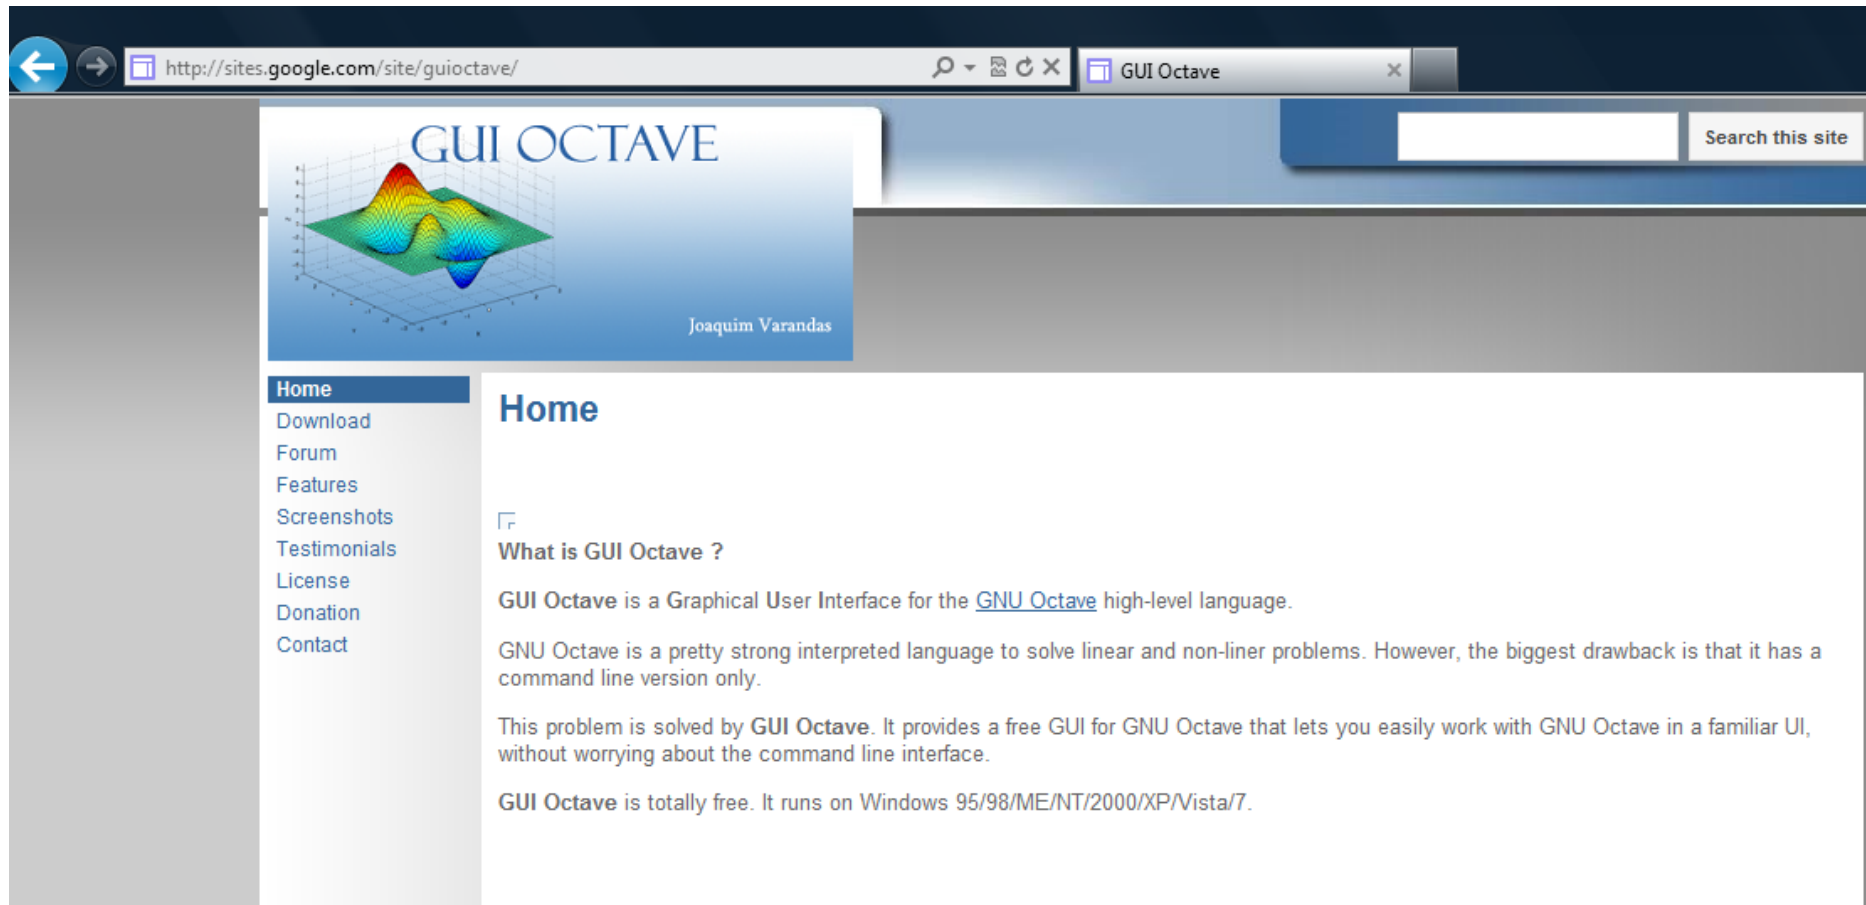 http://sites.google.com/site/guioctave/
GUI Octave
GUI OCTAVE
Joaquim Varandas
Search this site
Home
Download
Forum
Features
Screenshots
Testimonials
License
Donation
Contact
Home
What is GUI Octave ?
GUI Octave is a Graphical User Interface for the GNU Octave high-level language.
GNU Octave is a pretty strong interpreted language to solve linear and non-liner problems. However, the biggest drawback is that it has a
command line version only.
This problem is solved by GUI Octave. It provides a free GUI for GNU Octave that lets you easily work with GNU Octave in a familiar UI,
without worrying about the command line interface.
GUI Octave is totally free. It runs on Windows 95/98/ME/NT/2000/XP/Vista/7.